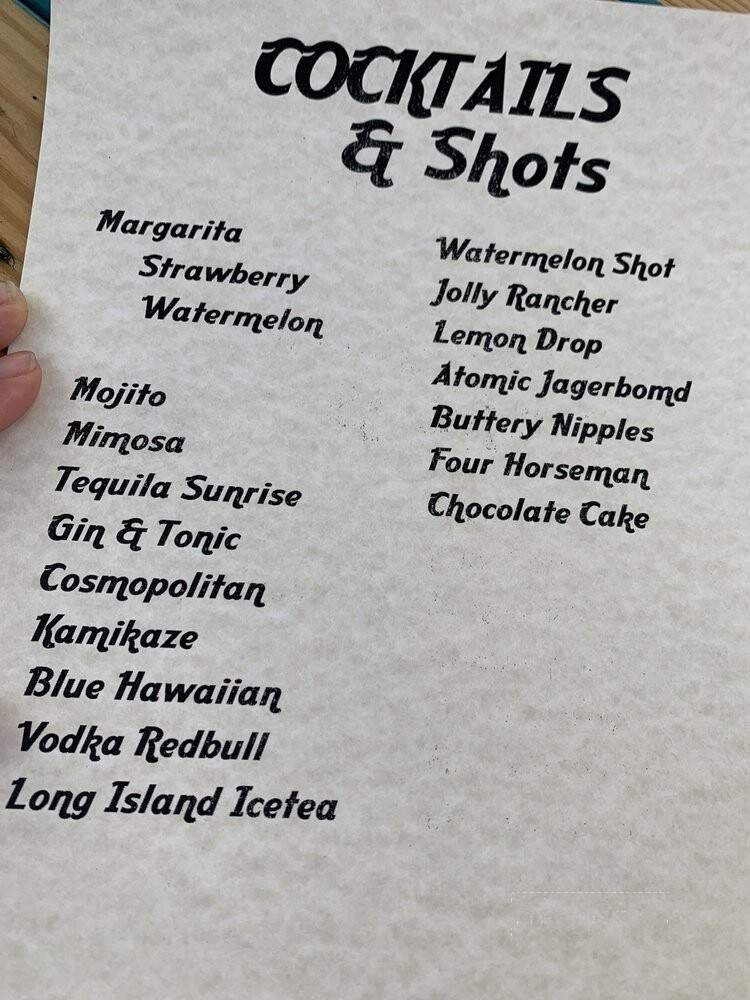 COCKTAILS
& Shots
Margarita
Strawberry
Watermelon
Mojito
Mimosa
Tequila Sunrise
Gin & Tonic
Cosmopolitan
Kamikaze
Blue Hawaiian
Vodka Redbull
Long Island Icetea
Watermelon Shot
Jolly Rancher
Lemon Drop
Atomic Jagerbomd
Buttery Nipples
Four Horseman
Chocolate Cake